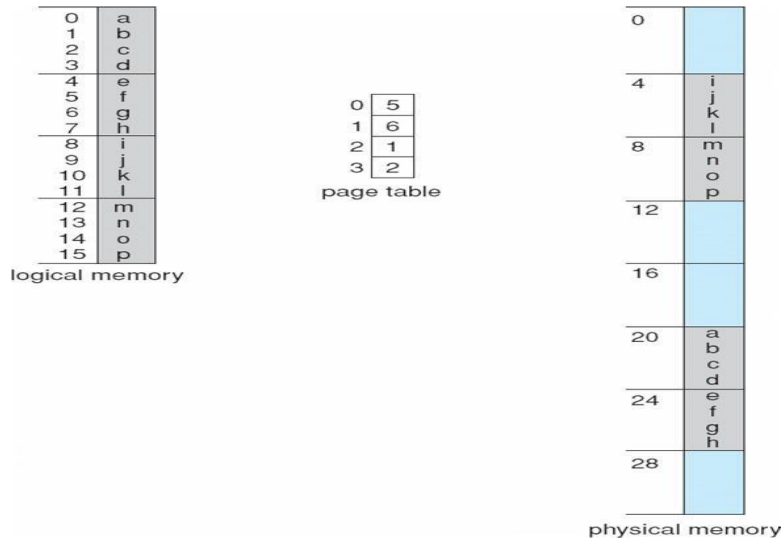 0 a
1 b
2 c
3 d
4 e
5 f
6 g
7 h
8 i
9 j
10 k
11 l
12 m
13 n
14 o
15 p
logical memory
0 5
1 6
2 1
3 2
page table
0
4 i
j
k
l
8 m
n
o
p
12
16
20 a
b
c
d
24 e
f
g
h
28
physical memory